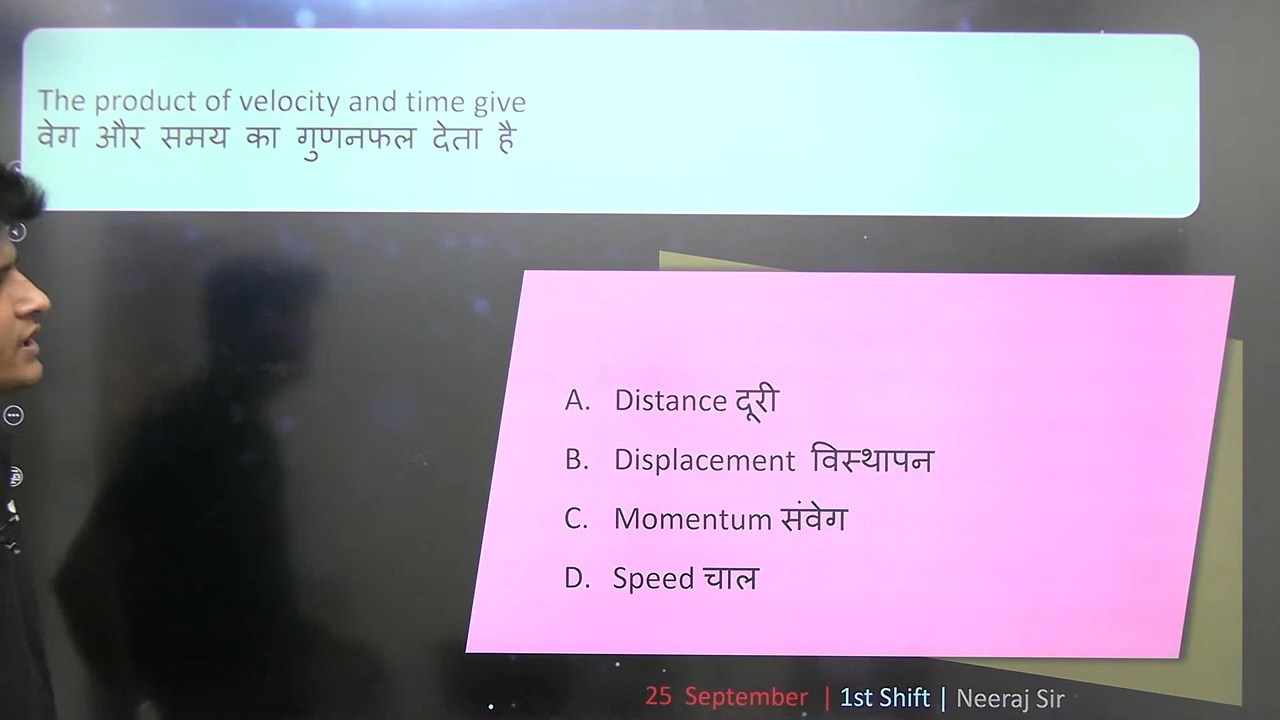 The product of velocity and time give
वेग और समय का गुणनफल देता है
A. Distance दूरी
B. Displacement विस्थापन
C. Momentum संवेग
D. Speed चाल
25 September | 1st Shift | Neeraj Sir